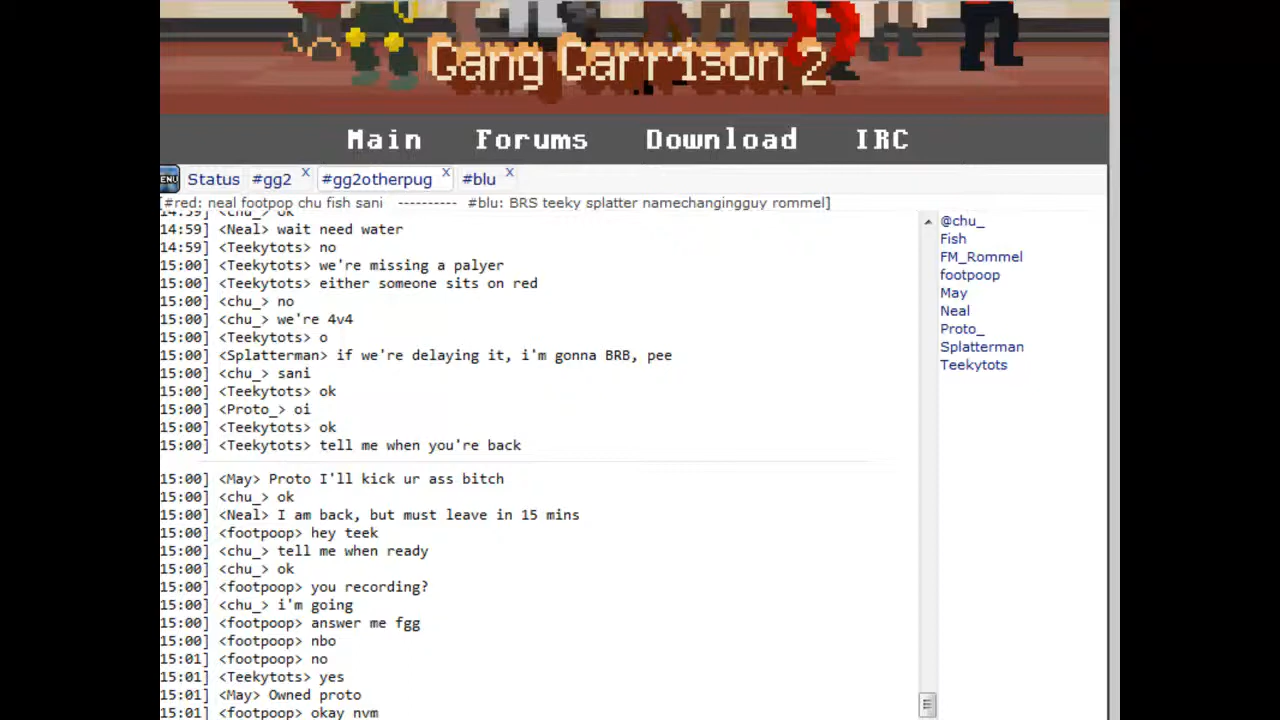 Gang Garrison 2
Main Forums Download IRC
MENU Status #gg2 x #gg2otherpug x #blu x
[#red: neal footpop chu fish sani ---------- #blu: BRS teeky splatter namechangingguy rommel]
14:59] <chu_> ok
14:59] <Neal> wait need water
14:59] <Teekytots> no
15:00] <Teekytots> we're missing a palyer
15:00] <Teekytots> either someone sits on red
15:00] <chu_> no
15:00] <chu_> we're 4v4
15:00] <Teekytots> o
15:00] <Splatterman> if we're delaying it, i'm gonna BRB, pee
15:00] <chu_> sani
15:00] <Teekytots> ok
15:00] <Proto_> oi
15:00] <Teekytots> ok
15:00] <Teekytots> tell me when you're back
15:00] <May> Proto I'll kick ur ass bitch
15:00] <chu_> ok
15:00] <Neal> I am back, but must leave in 15 mins
15:00] <footpoop> hey teek
15:00] <chu_> tell me when ready
15:00] <chu_> ok
15:00] <footpoop> you recording?
15:00] <chu_> i'm going
15:00] <footpoop> answer me fgg
15:00] <footpoop> nbo
15:01] <footpoop> no
15:01] <Teekytots> yes
15:01] <May> Owned proto
15:01] <footpoop> okay nvm
@chu_
Fish
FM_Rommel
footpoop
May
Neal
Proto_
Splatterman
Teekytots